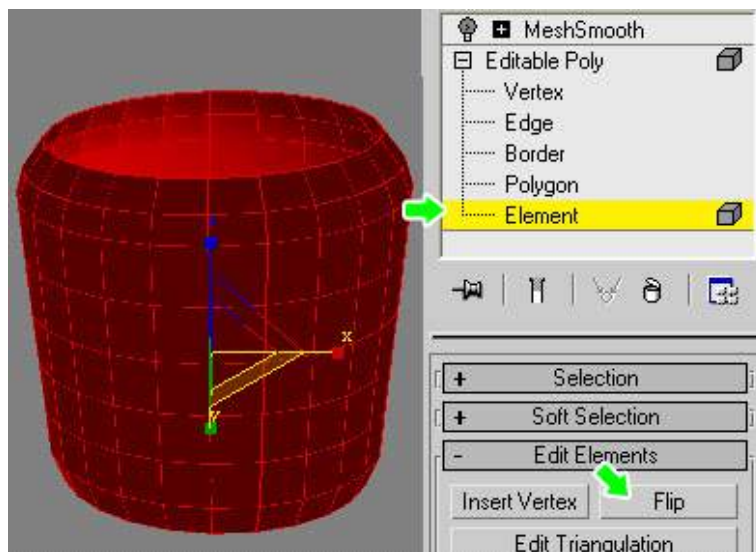 MeshSmooth
Editable Poly
Vertex
Edge
Border
Polygon
Element
x
y
+ Selection
+ Soft Selection
- Edit Elements
Insert Vertex Flip
Edit Triangulation